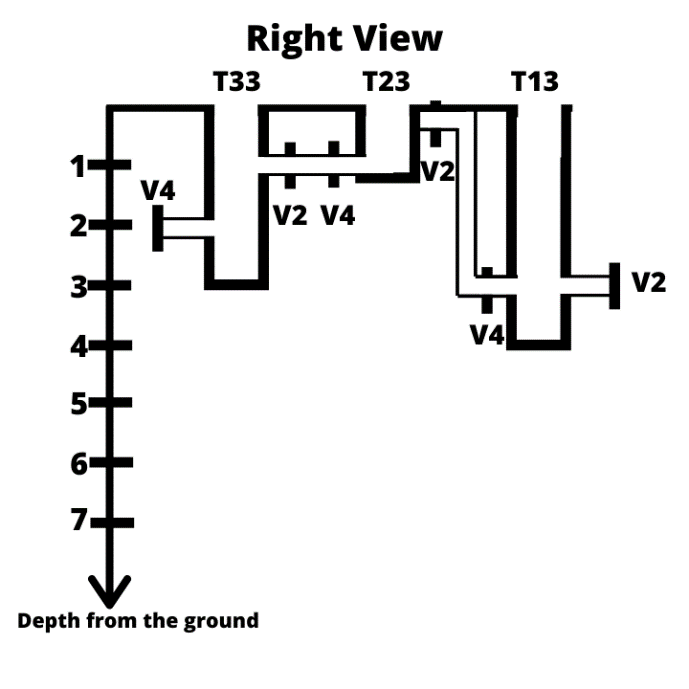 Right View
T33 T23 T13
1
V4
V2
2
V2 V4
3
V2
4
V4
5
6
7
Depth from the ground